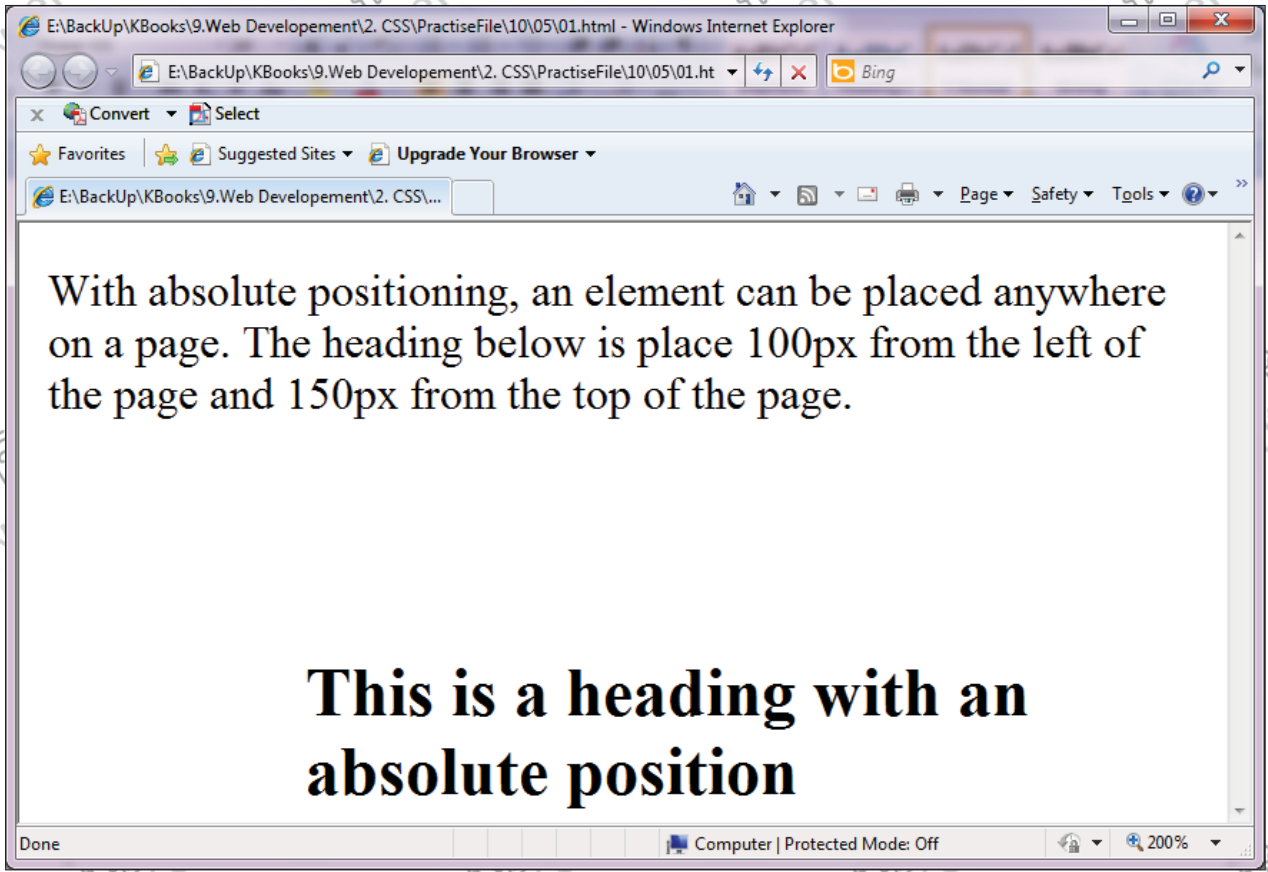 E:\BackUp\KBooks\9.Web Developement\2. CSS\PractiseFile\10\05\01.html - Windows Internet Explorer
E:\BackUp\KBooks\9.Web Developement\2. CSS\PractiseFile\10\05\01.ht
Bing
x Convert Select
Favorites Suggested Sites Upgrade Your Browser
E:\BackUp\KBooks\9.Web Developement\2. CSS\...
Page Safety Tools
With absolute positioning, an element can be placed anywhere
on a page. The heading below is place 100px from the left of
the page and 150px from the top of the page.
This is a heading with an
absolute position
Done
Computer | Protected Mode: Off
200%